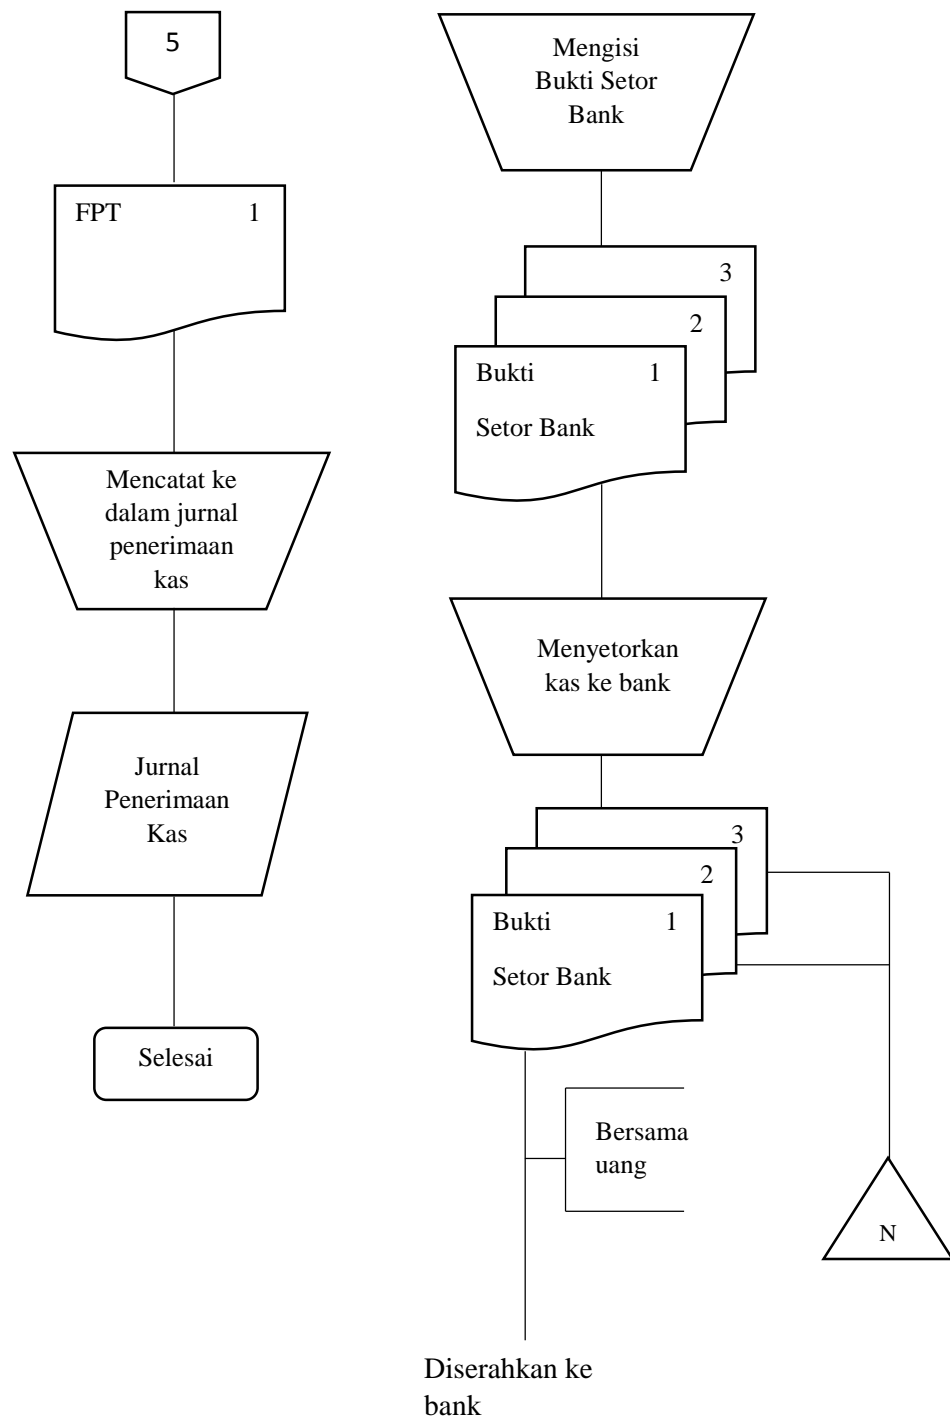 5
FPT 1
Mencatat ke
dalam jurnal
penerimaan
kas
Jurnal
Penerimaan
Kas
Selesai
Mengisi
Bukti Setor
Bank
3
2
Bukti 1
Setor Bank
Menyetorkan
kas ke bank
3
2
Bukti 1
Setor Bank
Bersama
uang
N
Diserahkan ke
bank